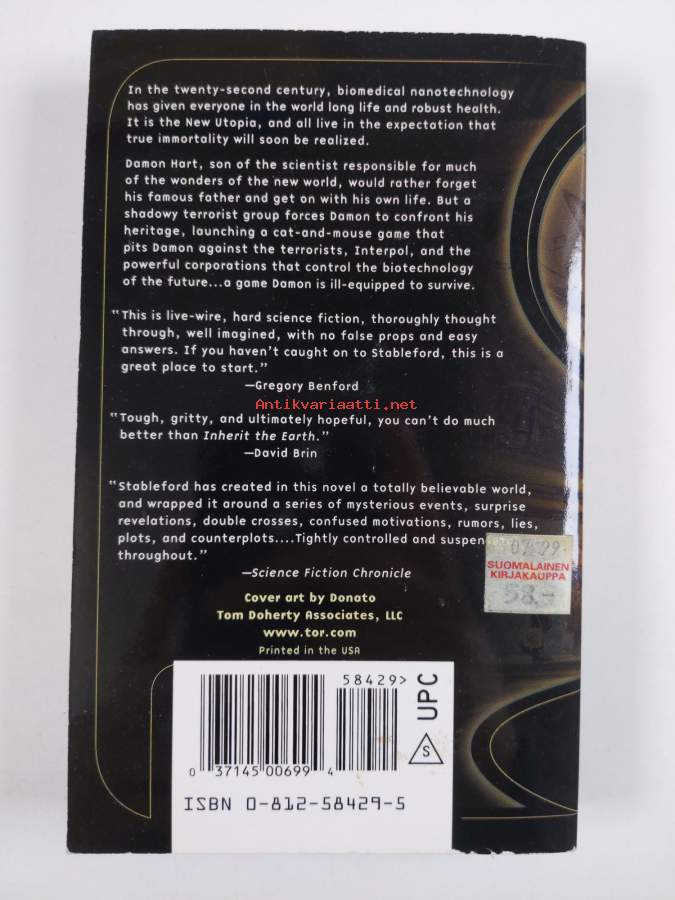 In the twenty-second century, biomedical nanotechnology
has given everyone in the world long life and robust health.
It is the New Utopia, and all live in the expectation that
true immortality will soon be realized.
Damon Hart, son of the scientist responsible for much
of the wonders of the new world, would rather forget
his famous father and get on with his own life. But a
shadowy terrorist group forces Damon to confront his
heritage, launching a cat-and-mouse game that
pits Damon against the terrorists, Interpol, and the
powerful corporations that control the biotechnology
of the future...a game Damon is ill-equipped to survive.
"This is live-wire, hard science fiction, thoroughly thought
through, well imagined, with no false props and easy
answers. If you haven't caught on to Stableford, this is a
great place to start."
—Gregory Benford
Antikvariaatti.net
"Tough, gritty, and ultimately hopeful, you can't do much
better than Inherit the Earth."
—David Brin
"Stableford has created in this novel a totally believable world,
and wrapped it around a series of mysterious events, surprise
revelations, double crosses, confused motivations, rumors, lies,
plots, and counterplots....Tightly controlled and
throughout."
—Science Fiction Chronicle
SUOMALAINEN
KIRJAKAUPPA
Cover art by Donato
Tom Doherty Associates, LLC
www.tor.com
Printed in the USA
58429>
UPC
S
0 37145 00699 4
ISBN 0-812-58429-5